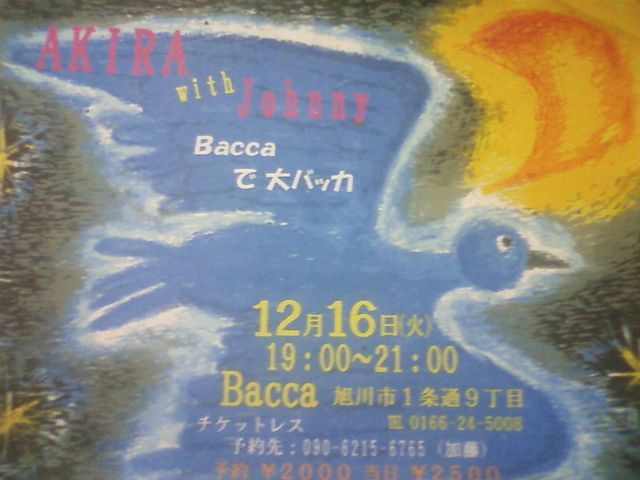 AKIRA
with
Johnny
Bacca
で 大バッカ
12月16日(火)
19:00〜21:00
Bacca 旭川市1条通9丁目
チケットレス ℡ 0166-24-5008
予約先:090-6215-6765 (加藤)
予約 ¥2000 当日 ¥2500